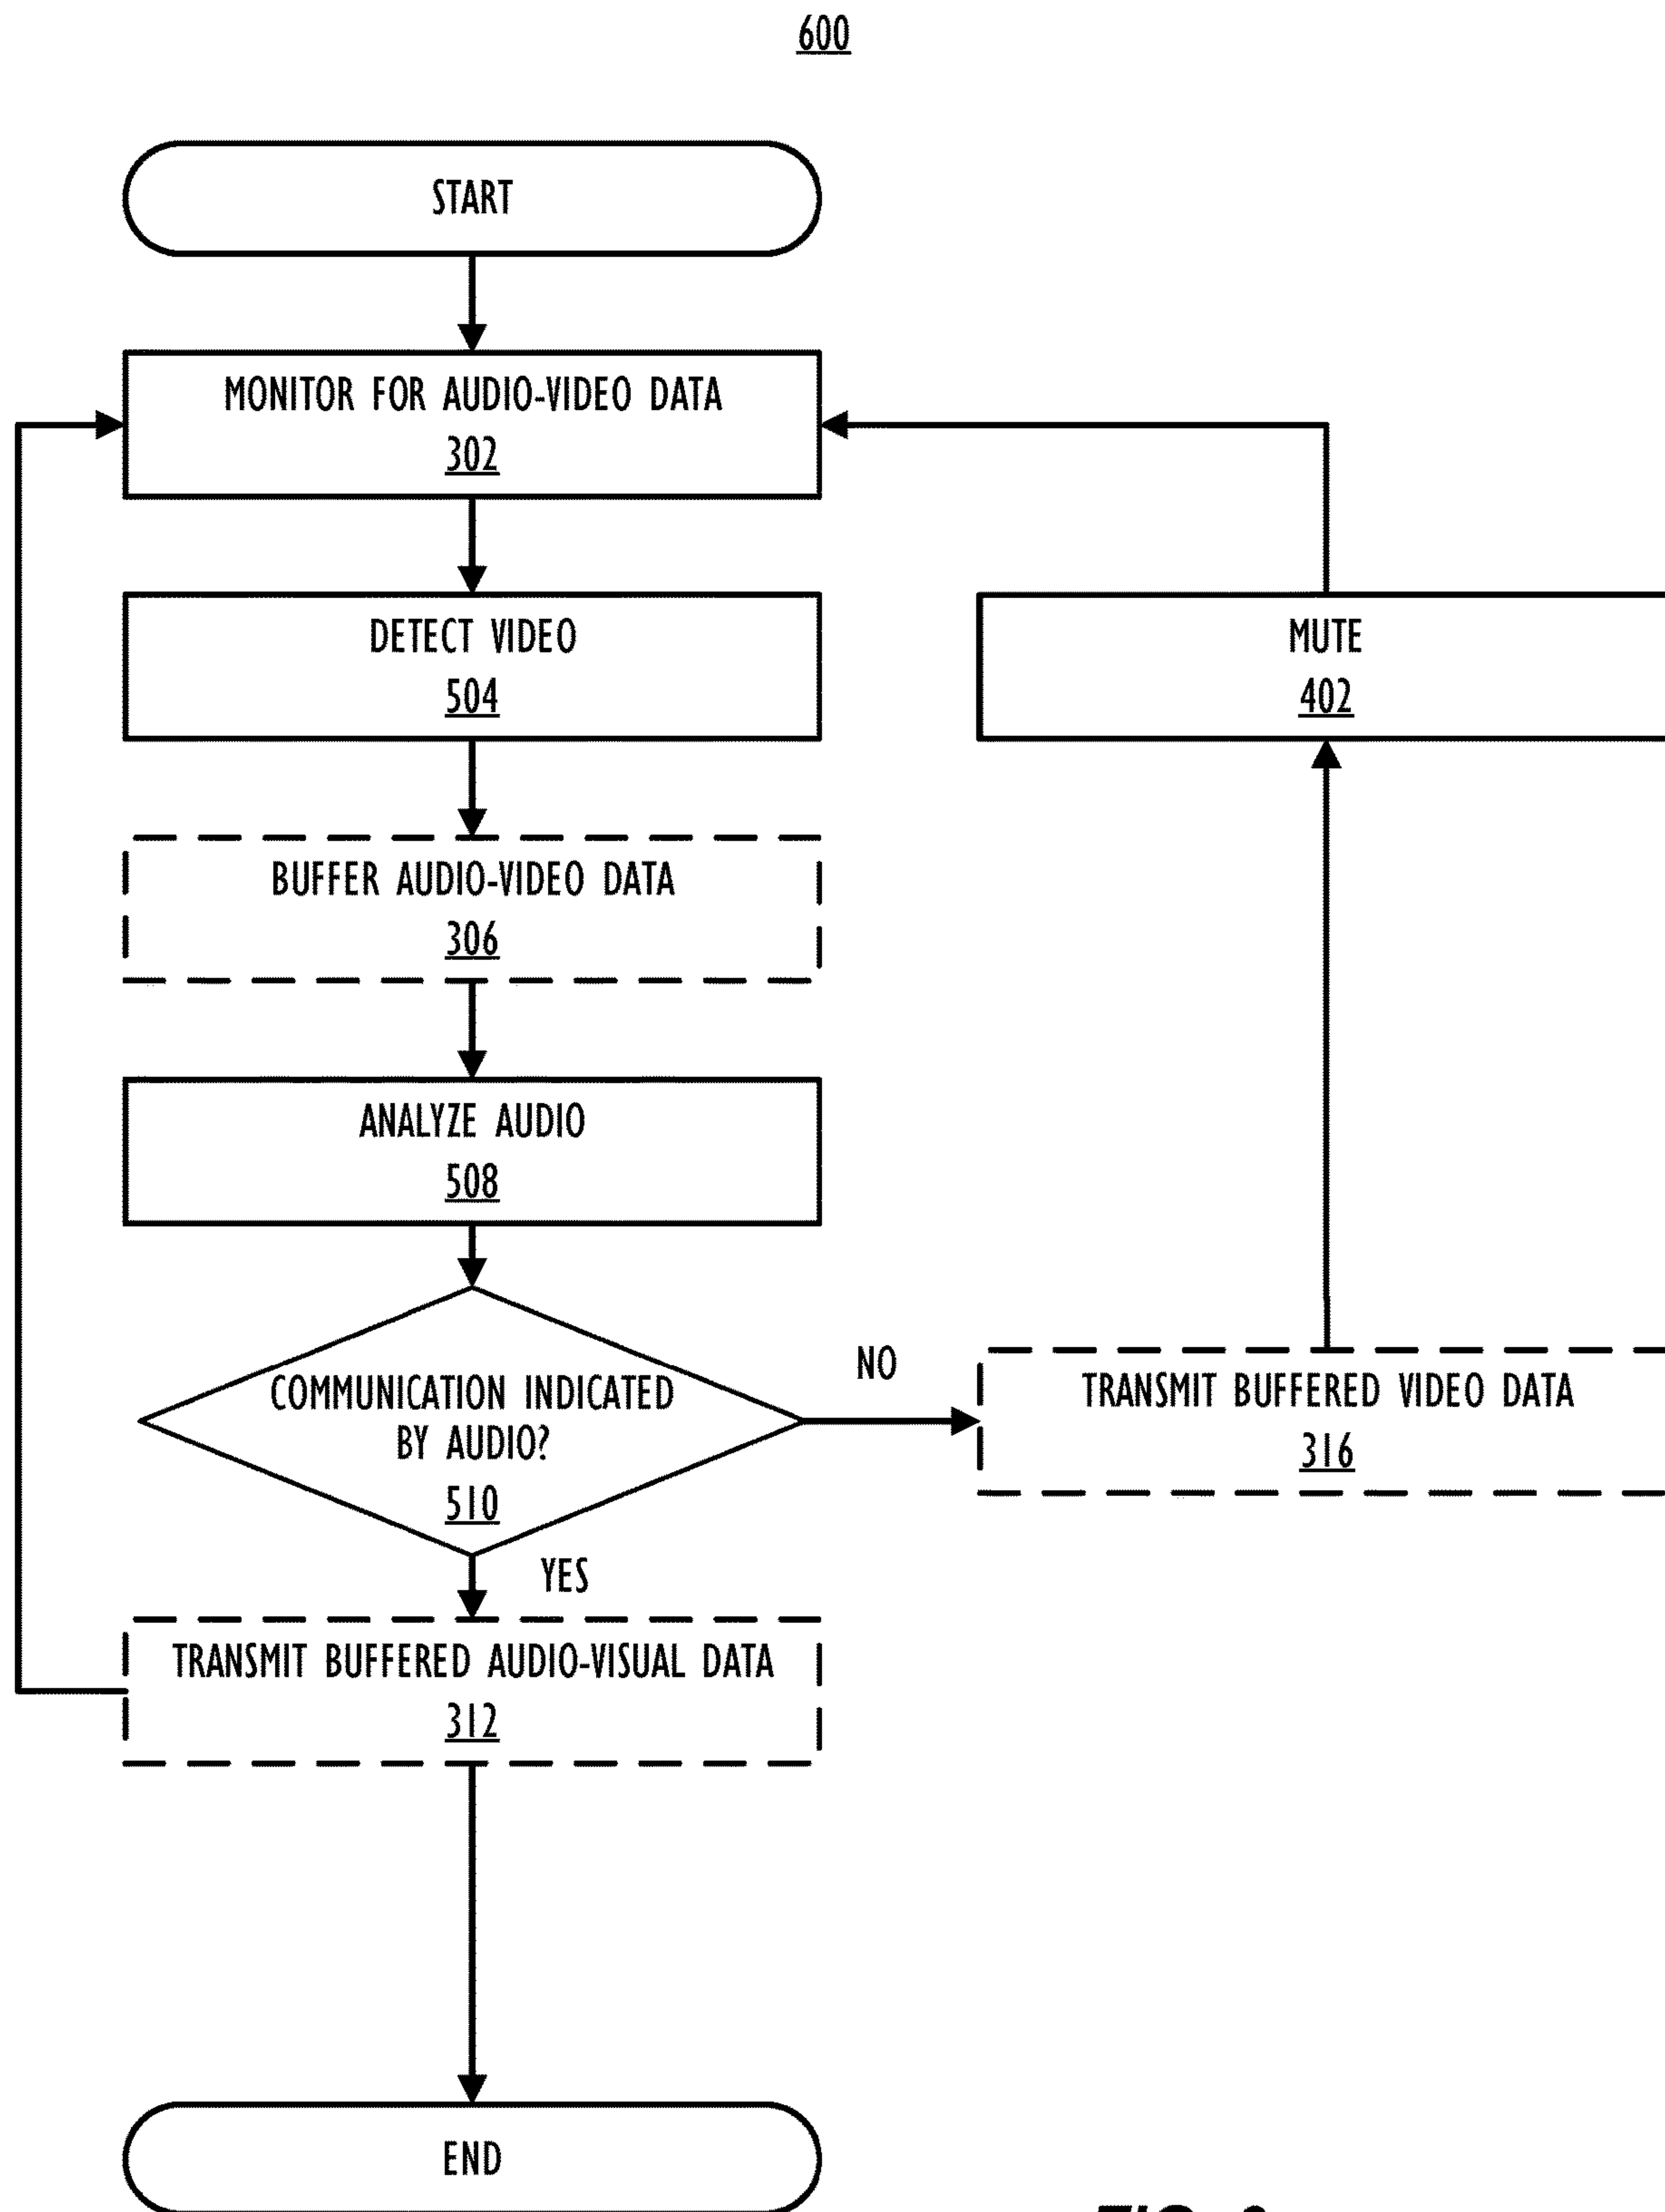 600
START
MONITOR FOR AUDIO-VIDEO DATA
302
DETECT VIDEO
504
MUTE
402
BUFFER AUDIO-VIDEO DATA
306
ANALYZE AUDIO
508
COMMUNICATION INDICATED
BY AUDIO?
510
NO
TRANSMIT BUFFERED VIDEO DATA
316
YES
TRANSMIT BUFFERED AUDIO-VISUAL DATA
312
END